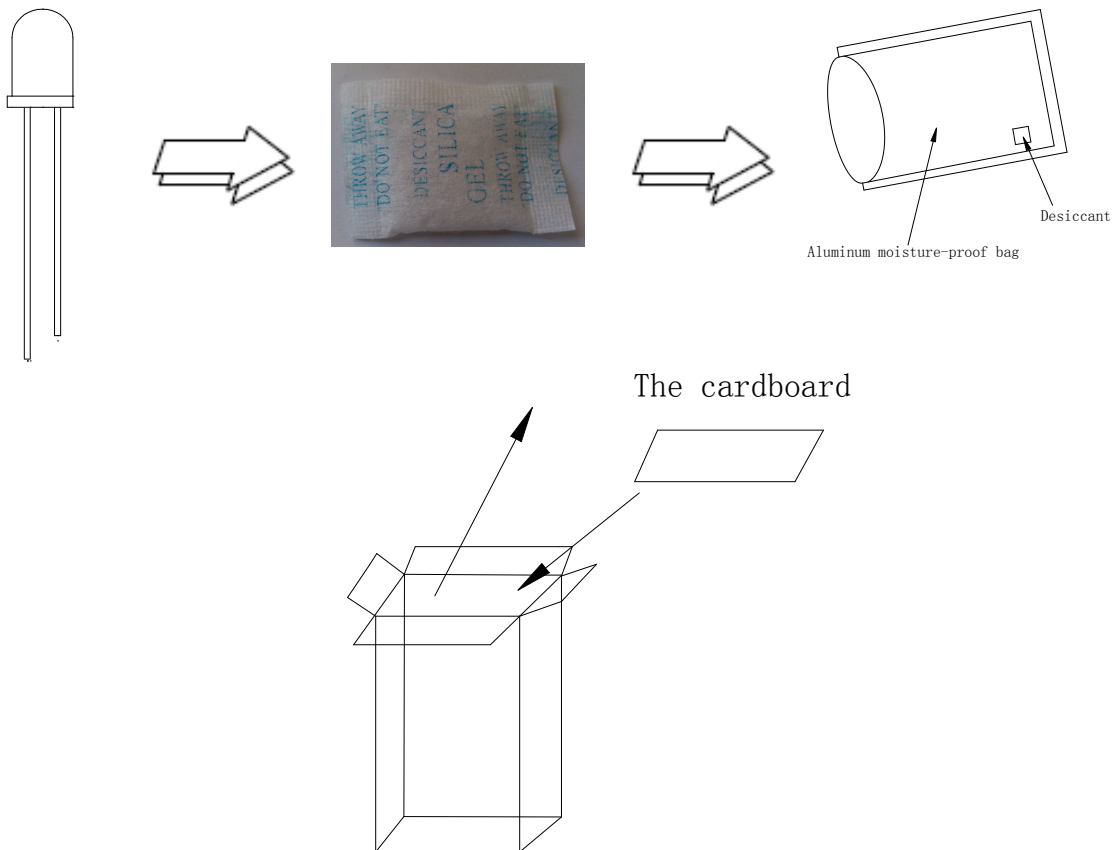 THROW AWAY
"DO NOT EAT"
DESICCANT
SILICA
GEL
THROW AWAY
DO NOT EAT
DESICCANT
Desiccant
Aluminum moisture-proof bag
The cardboard